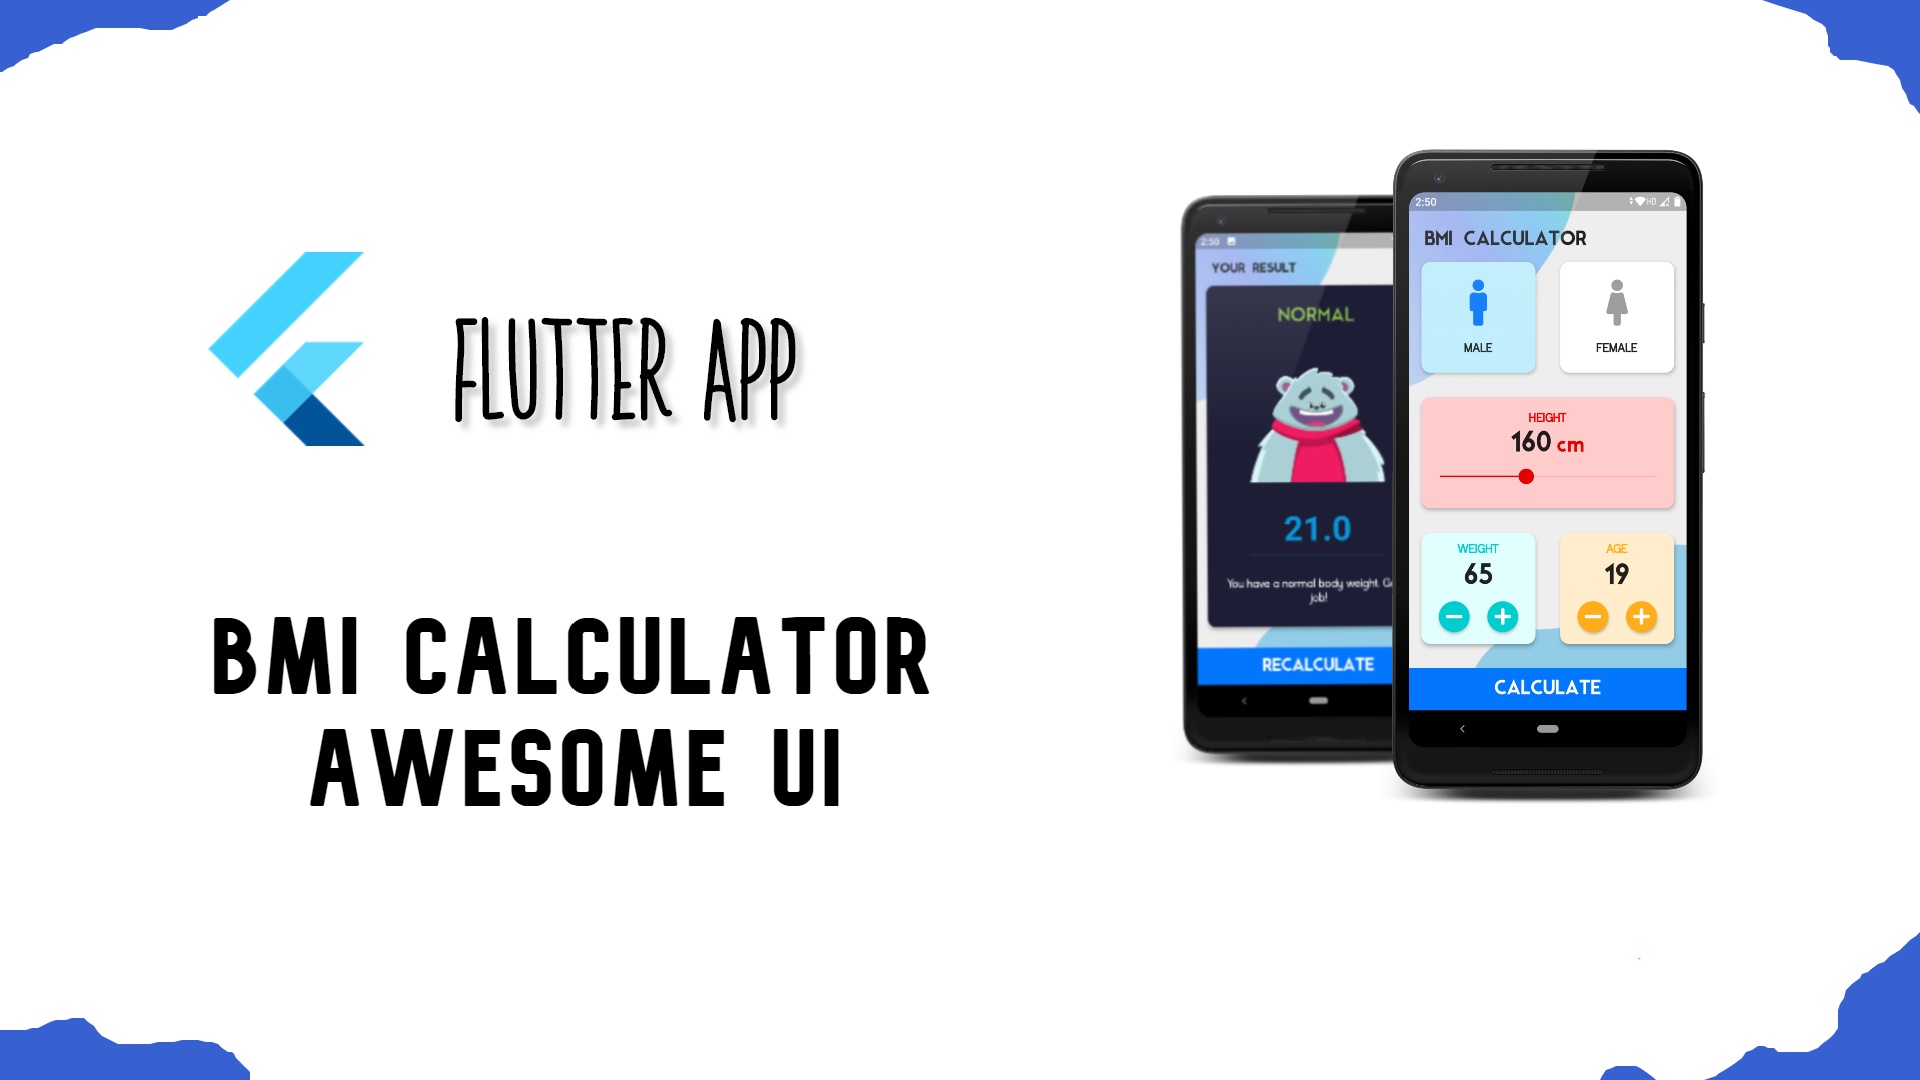 FLUTTER APP
BMI CALCULATOR
AWESOME UI
2:50
YOUR RESULT
NORMAL
21.0
You have a normal body weight.
job!
RECALCULATE
2:50
HD
BMI CALCULATOR
MALE
FEMALE
HEIGHT
160 cm
WEIGHT
65
AGE
19
CALCULATE